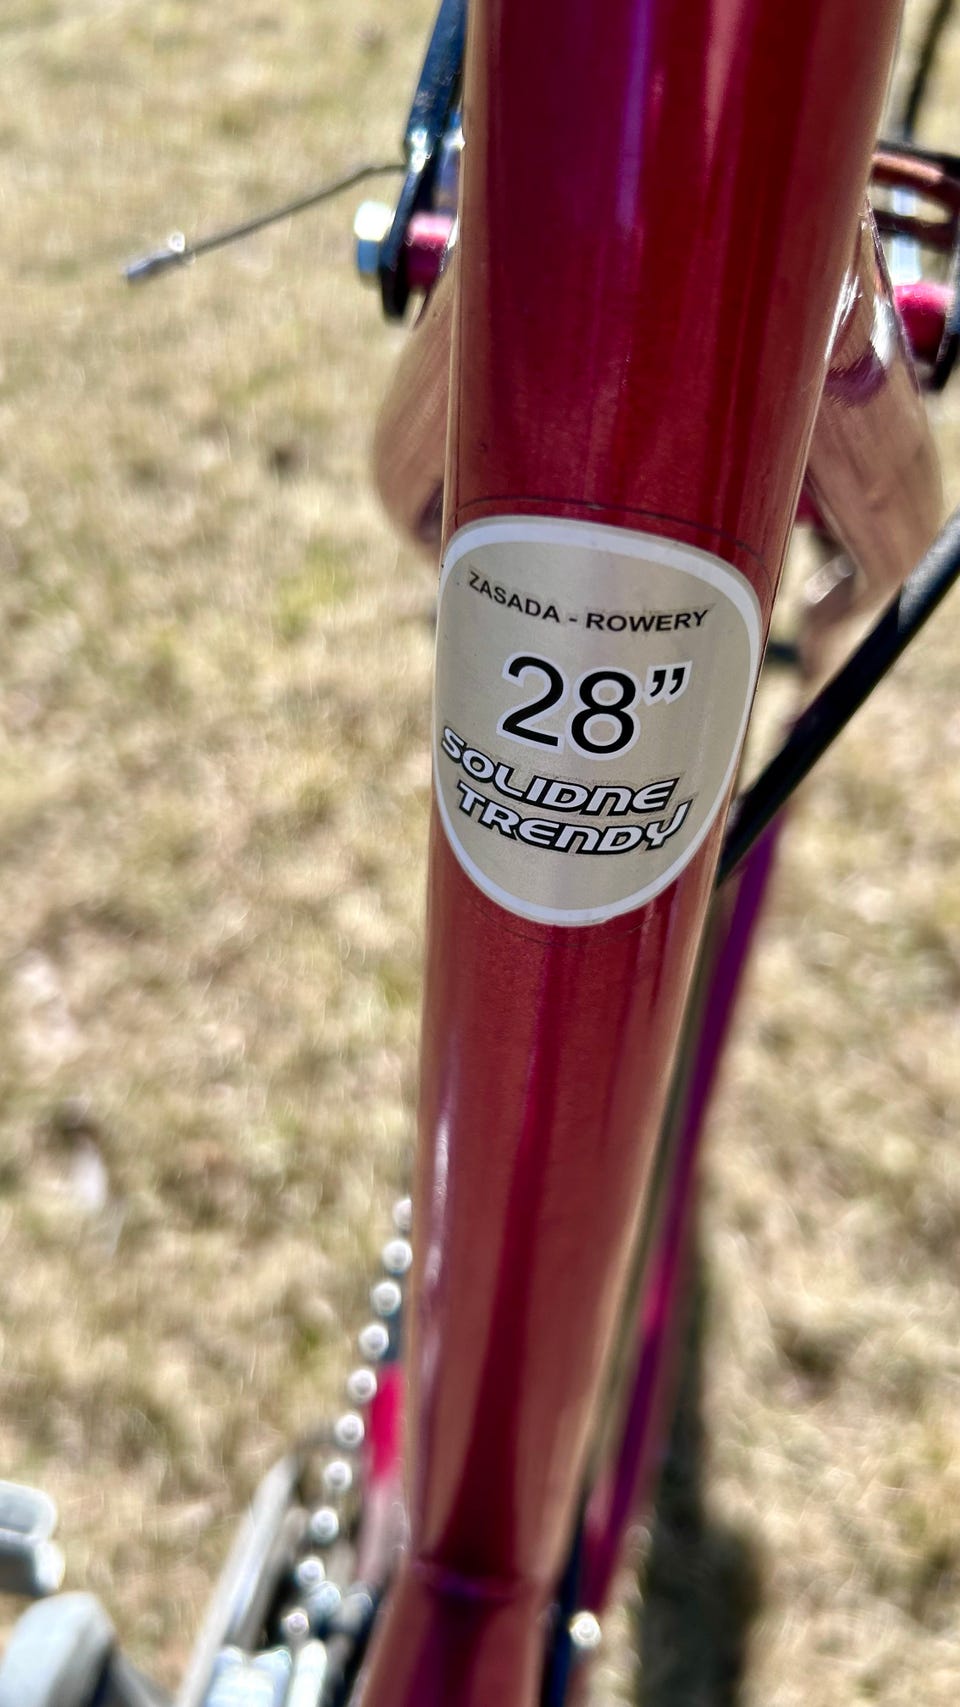 ZASADA - ROWERY
28”
SOLIDNE
TRENDY